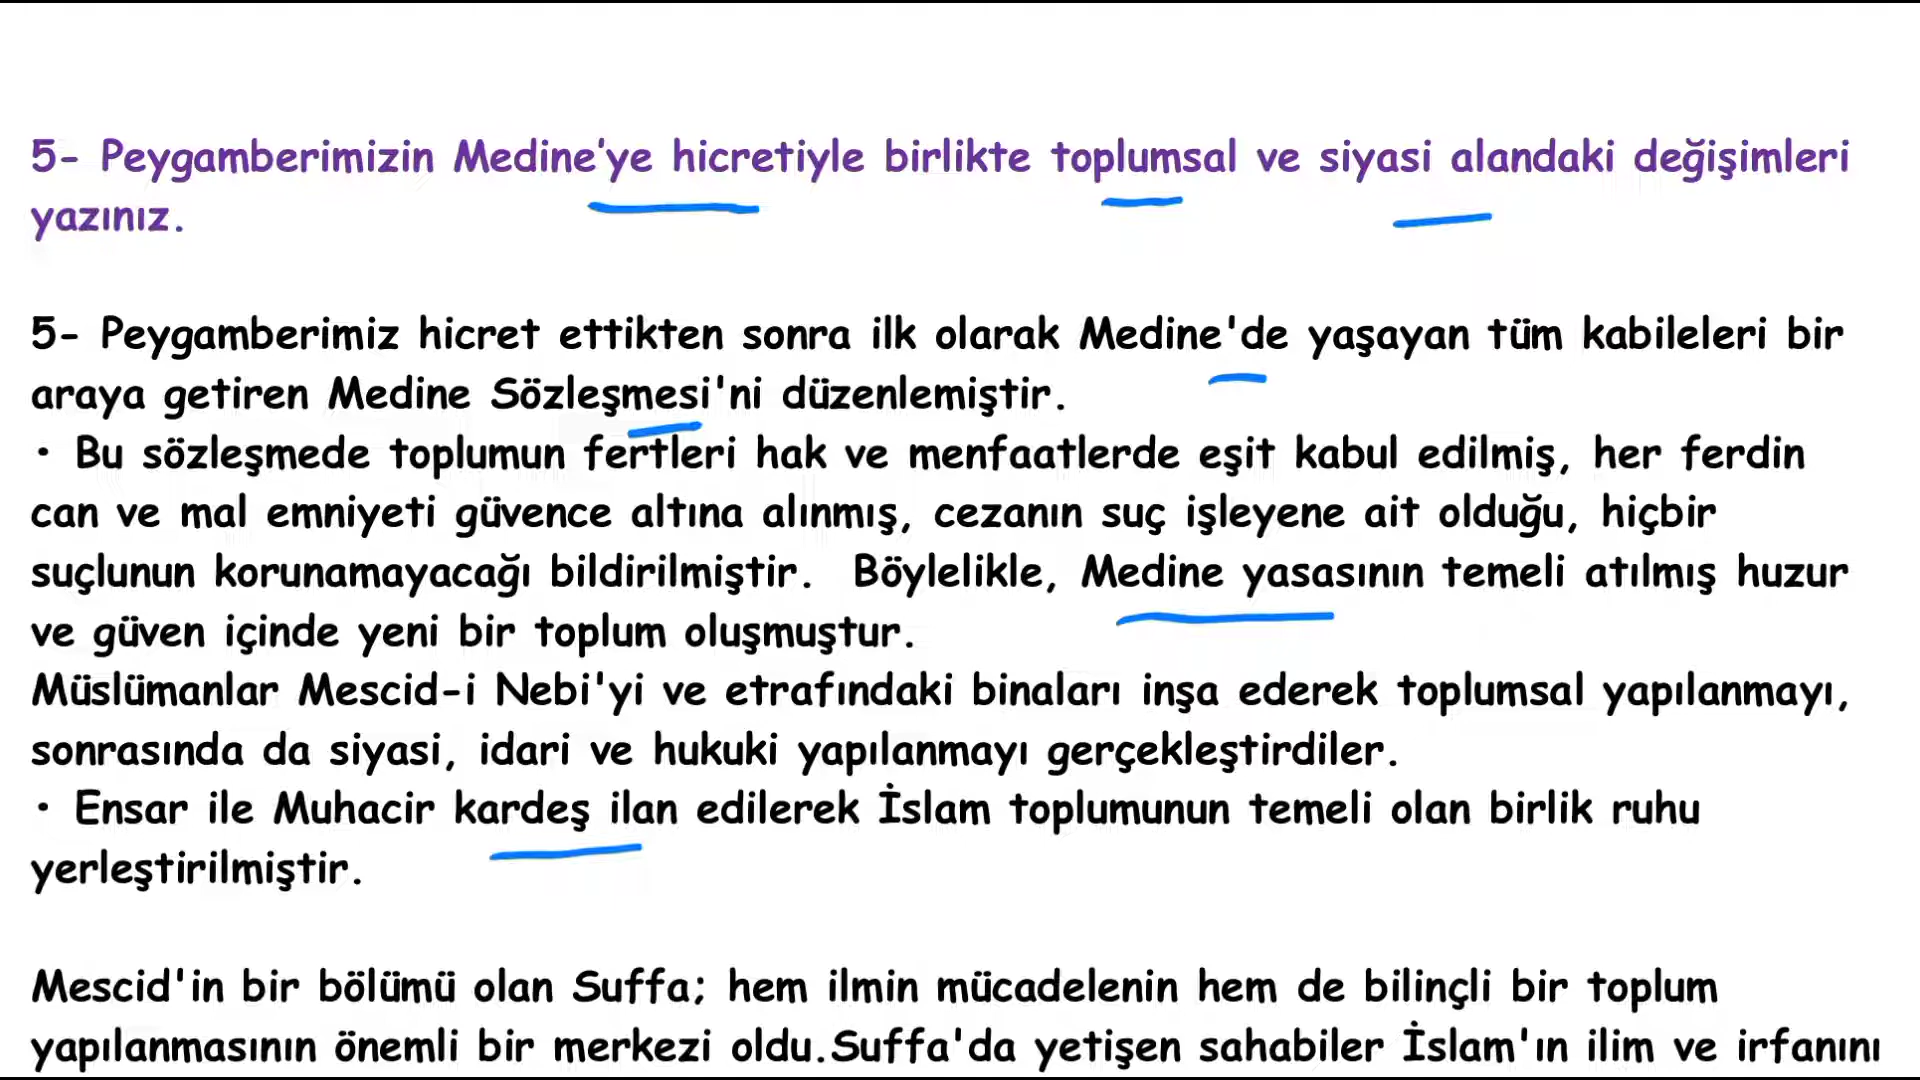 5- Peygamberimizin Medine'ye hicretiyle birlikte toplumsal ve siyasi alandaki değişimleri
yazınız.
5- Peygamberimiz hicret ettikten sonra ilk olarak Medine'de yaşayan tüm kabileleri bir
araya getiren Medine Sözleşmesi'ni düzenlemiştir.
• Bu sözleşmede toplumun fertleri hak ve menfaatlerde eşit kabul edilmiş, her ferdin
can ve mal emniyeti güvence altına alınmış, cezanın suç işleyene ait olduğu, hiçbir
suçlunun korunamayacağı bildirilmiştir.  Böylelikle, Medine yasasının temeli atılmış huzur
ve güven içinde yeni bir toplum oluşmuştur.
Müslümanlar Mescid-i Nebi'yi ve etrafındaki binaları inşa ederek toplumsal yapılanmayı,
sonrasında da siyasi, idari ve hukuki yapılanmayı gerçekleştirdiler.
• Ensar ile Muhacir kardeş ilan edilerek İslam toplumunun temeli olan birlik ruhu
yerleştirilmiştir.
Mescid'in bir bölümü olan Suffa; hem ilmin mücadelenin hem de bilinçli bir toplum
yapılanmasının önemli bir merkezi oldu.Suffa'da yetişen sahabiler İslam'ın ilim ve irfanını